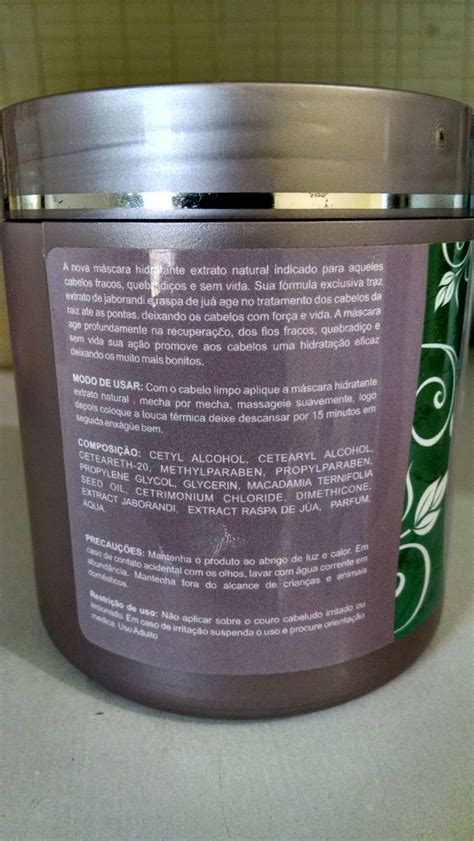 A nova máscara hidratante extrato natural indicado para aqueles
cabelos fracos, quebradiços e sem vida. Sua fórmula exclusiva traz
extrato de jaborandi e raspa de juá age no tratamento dos cabelos da
raiz ate as pontas, deixando os cabelos com força e vida. A máscara
age profundamente na recuperação, dos fios fracos, quebradiço e
sem vida sua ação promove aos cabelos uma hidratação eficaz
deixando os muito mais bonitos.
MODO DE USAR: Com o cabelo limpo aplique a máscara hidratante
extrato natural , mecha por mecha, massageie suavemente, logo
depois coloque a touca térmica deixe descansar por 15 minutos em
seguida enxágüe bem.
COMPOSIÇÃO: CETYL ALCOHOL, CETEARYL ALCOHOL,
CETEARETH-20, METHYLPARABEN, PROPYLPARABEN,
PROPYLENE GLYCOL, GLYCERIN, MACADAMIA TERNIFOLIA
SEED OIL, CETRIMONIUM CHLORIDE, DIMETHICONE,
EXTRACT JABORANDI, EXTRACT RASPA DE JÚA, PARFUM,
ÁQUA.
PRECAUÇÕES: Mantenha o produto ao abrigo de luz e calor. Em
caso de contato acidental com os olhos, lavar com água corrente em
abundância. Mantenha fora do alcance de crianças e animais
domésticos.
Restrição de uso: Não aplicar sobre o couro cabeludo irritado ou
lesionado. Em caso de irritação suspenda o uso e procure orientação
medica. Uso Adulto